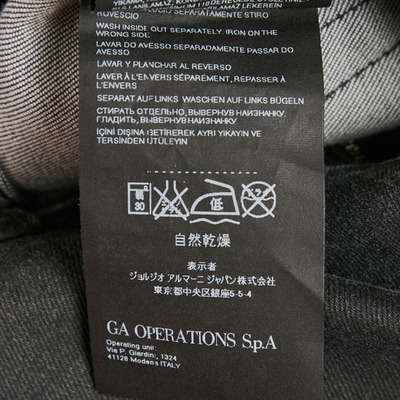 ROVESCIO
WASH INSIDE OUT SEPARATELY. IRON ON THE
WRONG SIDE.
LAVAR DO AVESSO SEPARADAMENTE PASSAR DO
AVESSO/
LAVAR Y PLANCHAR AL REVERSO
LAVER À L'ENVERS SÉPARÉMENT, REPASSER À
L'ENVERS
SEPARAT AUF LINKS WASCHEN AUF LINKS BÜGELN
СТИРАТЬ ОТДЕЛЬНО, ВЫВЕРНУВ НАИЗНАНКУ.
ГЛАДИТЬ, ВЫВЕРНУВ НАИЗНАНКУ
İÇİNİ DIŞINA GETİREREK AYRI YIKAYIN VE
TERSİNDEN ÜTÜLEYİN
30 低
自然乾燥
表示者
ジョルジオ アルマーニ ジャパン株式会社
東京都中央区銀座5-5-4
GA OPERATIONS S.p.A
Operating unit:
Via P. Giardini, 1324
41126 Modena ITALY